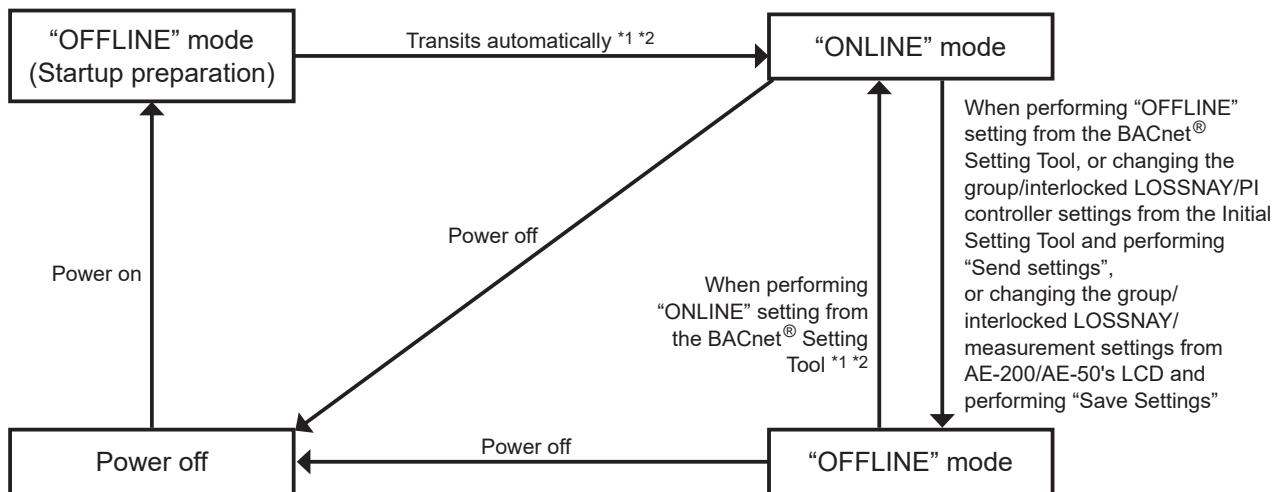 “OFFLINE” mode
(Startup preparation)
Transits automatically *1 *2
“ONLINE” mode
When performing “OFFLINE”
setting from the BACnet®
Setting Tool, or changing the
group/interlocked LOSSNAY/PI
controller settings from the Initial
Setting Tool and performing
“Send settings”,
or changing the group/
interlocked LOSSNAY/
measurement settings from
AE-200/AE-50's LCD and
performing “Save Settings”
Power off
Power on
When performing
“ONLINE” setting from
the BACnet® Setting
Tool *1 *2
Power off
Power off
“OFFLINE” mode